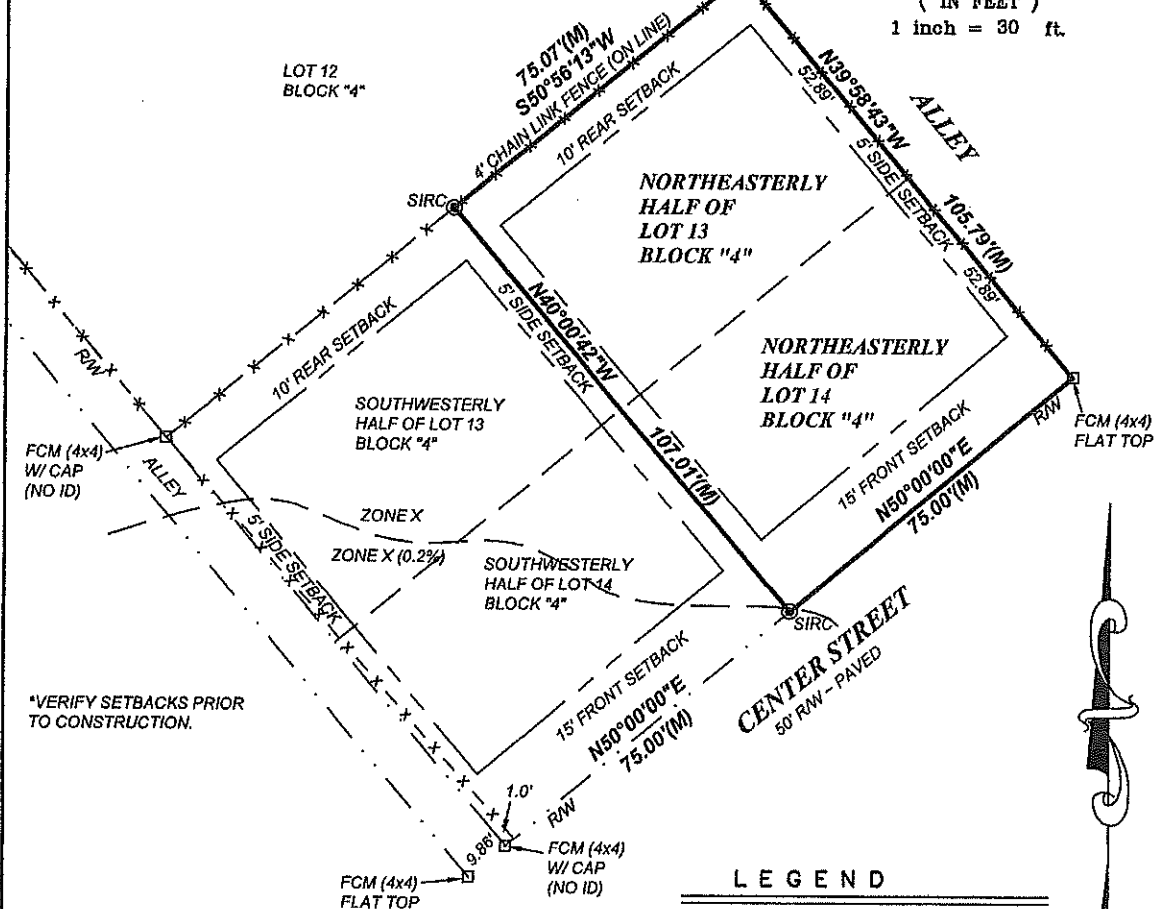 ( IN FEET )
1 inch = 30 ft.
LOT 12
BLOCK "4"
75.07'(M)
S50°56'13"W
4' CHAIN LINK FENCE (ON LINE)
10' REAR SETBACK
N39°58'43"W
52.89'
ALLEY
5' SIDE SETBACK
105.79'(M)
52.89'
NORTHEASTERLY
HALF OF
LOT 13
BLOCK "4"
SIRC
N40°00'42"W
107.01'(M)
5' SIDE SETBACK
NORTHEASTERLY
HALF OF
LOT 14
BLOCK "4"
R/W
10' REAR SETBACK
SOUTHWESTERLY
HALF OF LOT 13
BLOCK "4"
15' FRONT SETBACK
N50°00'00"E
75.00'(M)
R/W
FCM (4x4)
FLAT TOP
FCM (4x4)
W/ CAP
(NO ID)
ALLEY
5' SIDE SETBACK
ZONE X
ZONE X (0.2%)
SOUTHWESTERLY
HALF OF LOT 14
BLOCK "4"
SIRC
CENTER STREET
50' R/W - PAVED
15' FRONT SETBACK
N50°00'00"E
75.00'(M)
R/W
*VERIFY SETBACKS PRIOR
TO CONSTRUCTION.
1.0'
9.86'
FCM (4x4)
W/ CAP
(NO ID)
FCM (4x4)
FLAT TOP
LEGEND